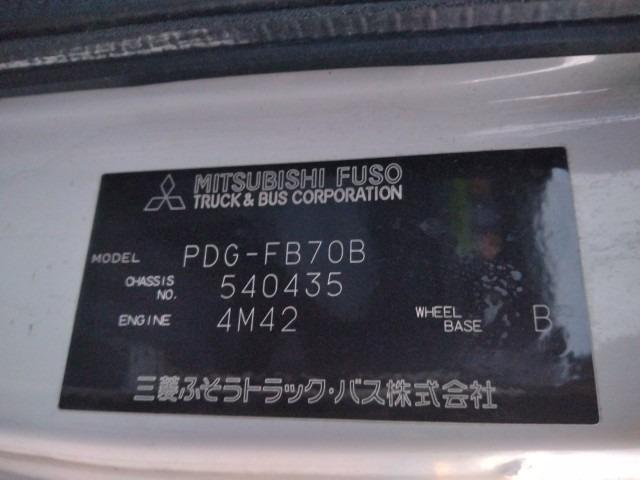 MITSUBISHI FUSO
TRUCK & BUS CORPORATION
MODEL PDG-FB70B
CHASSIS NO. 540435
ENGINE 4M42 WHEEL BASE B
三菱ふそうトラック・バス株式会社